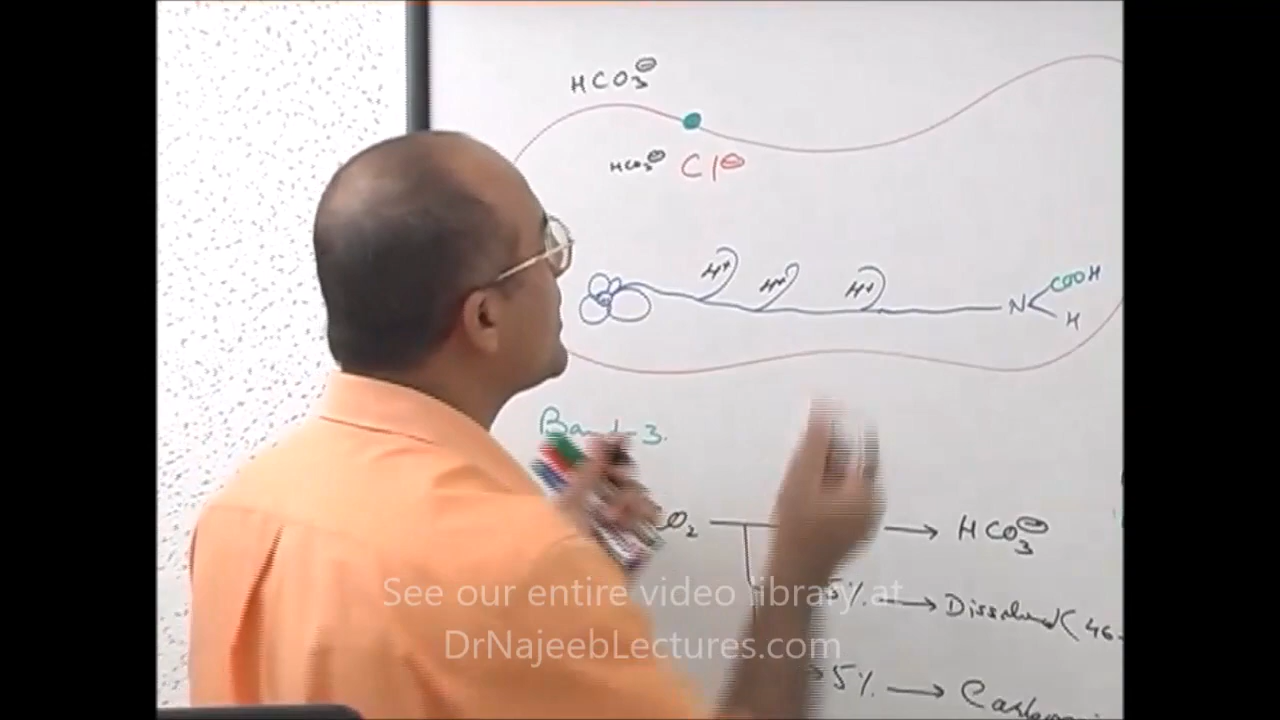 HCO3⊖
HCO3⊖ Cl⊖
H+ H+ H+
N COOH
H
Band 3.
O2 → HCO3⊖
5% → Dissolved (46-
5% →
See our entire video library at
DrNajeebLectures.com